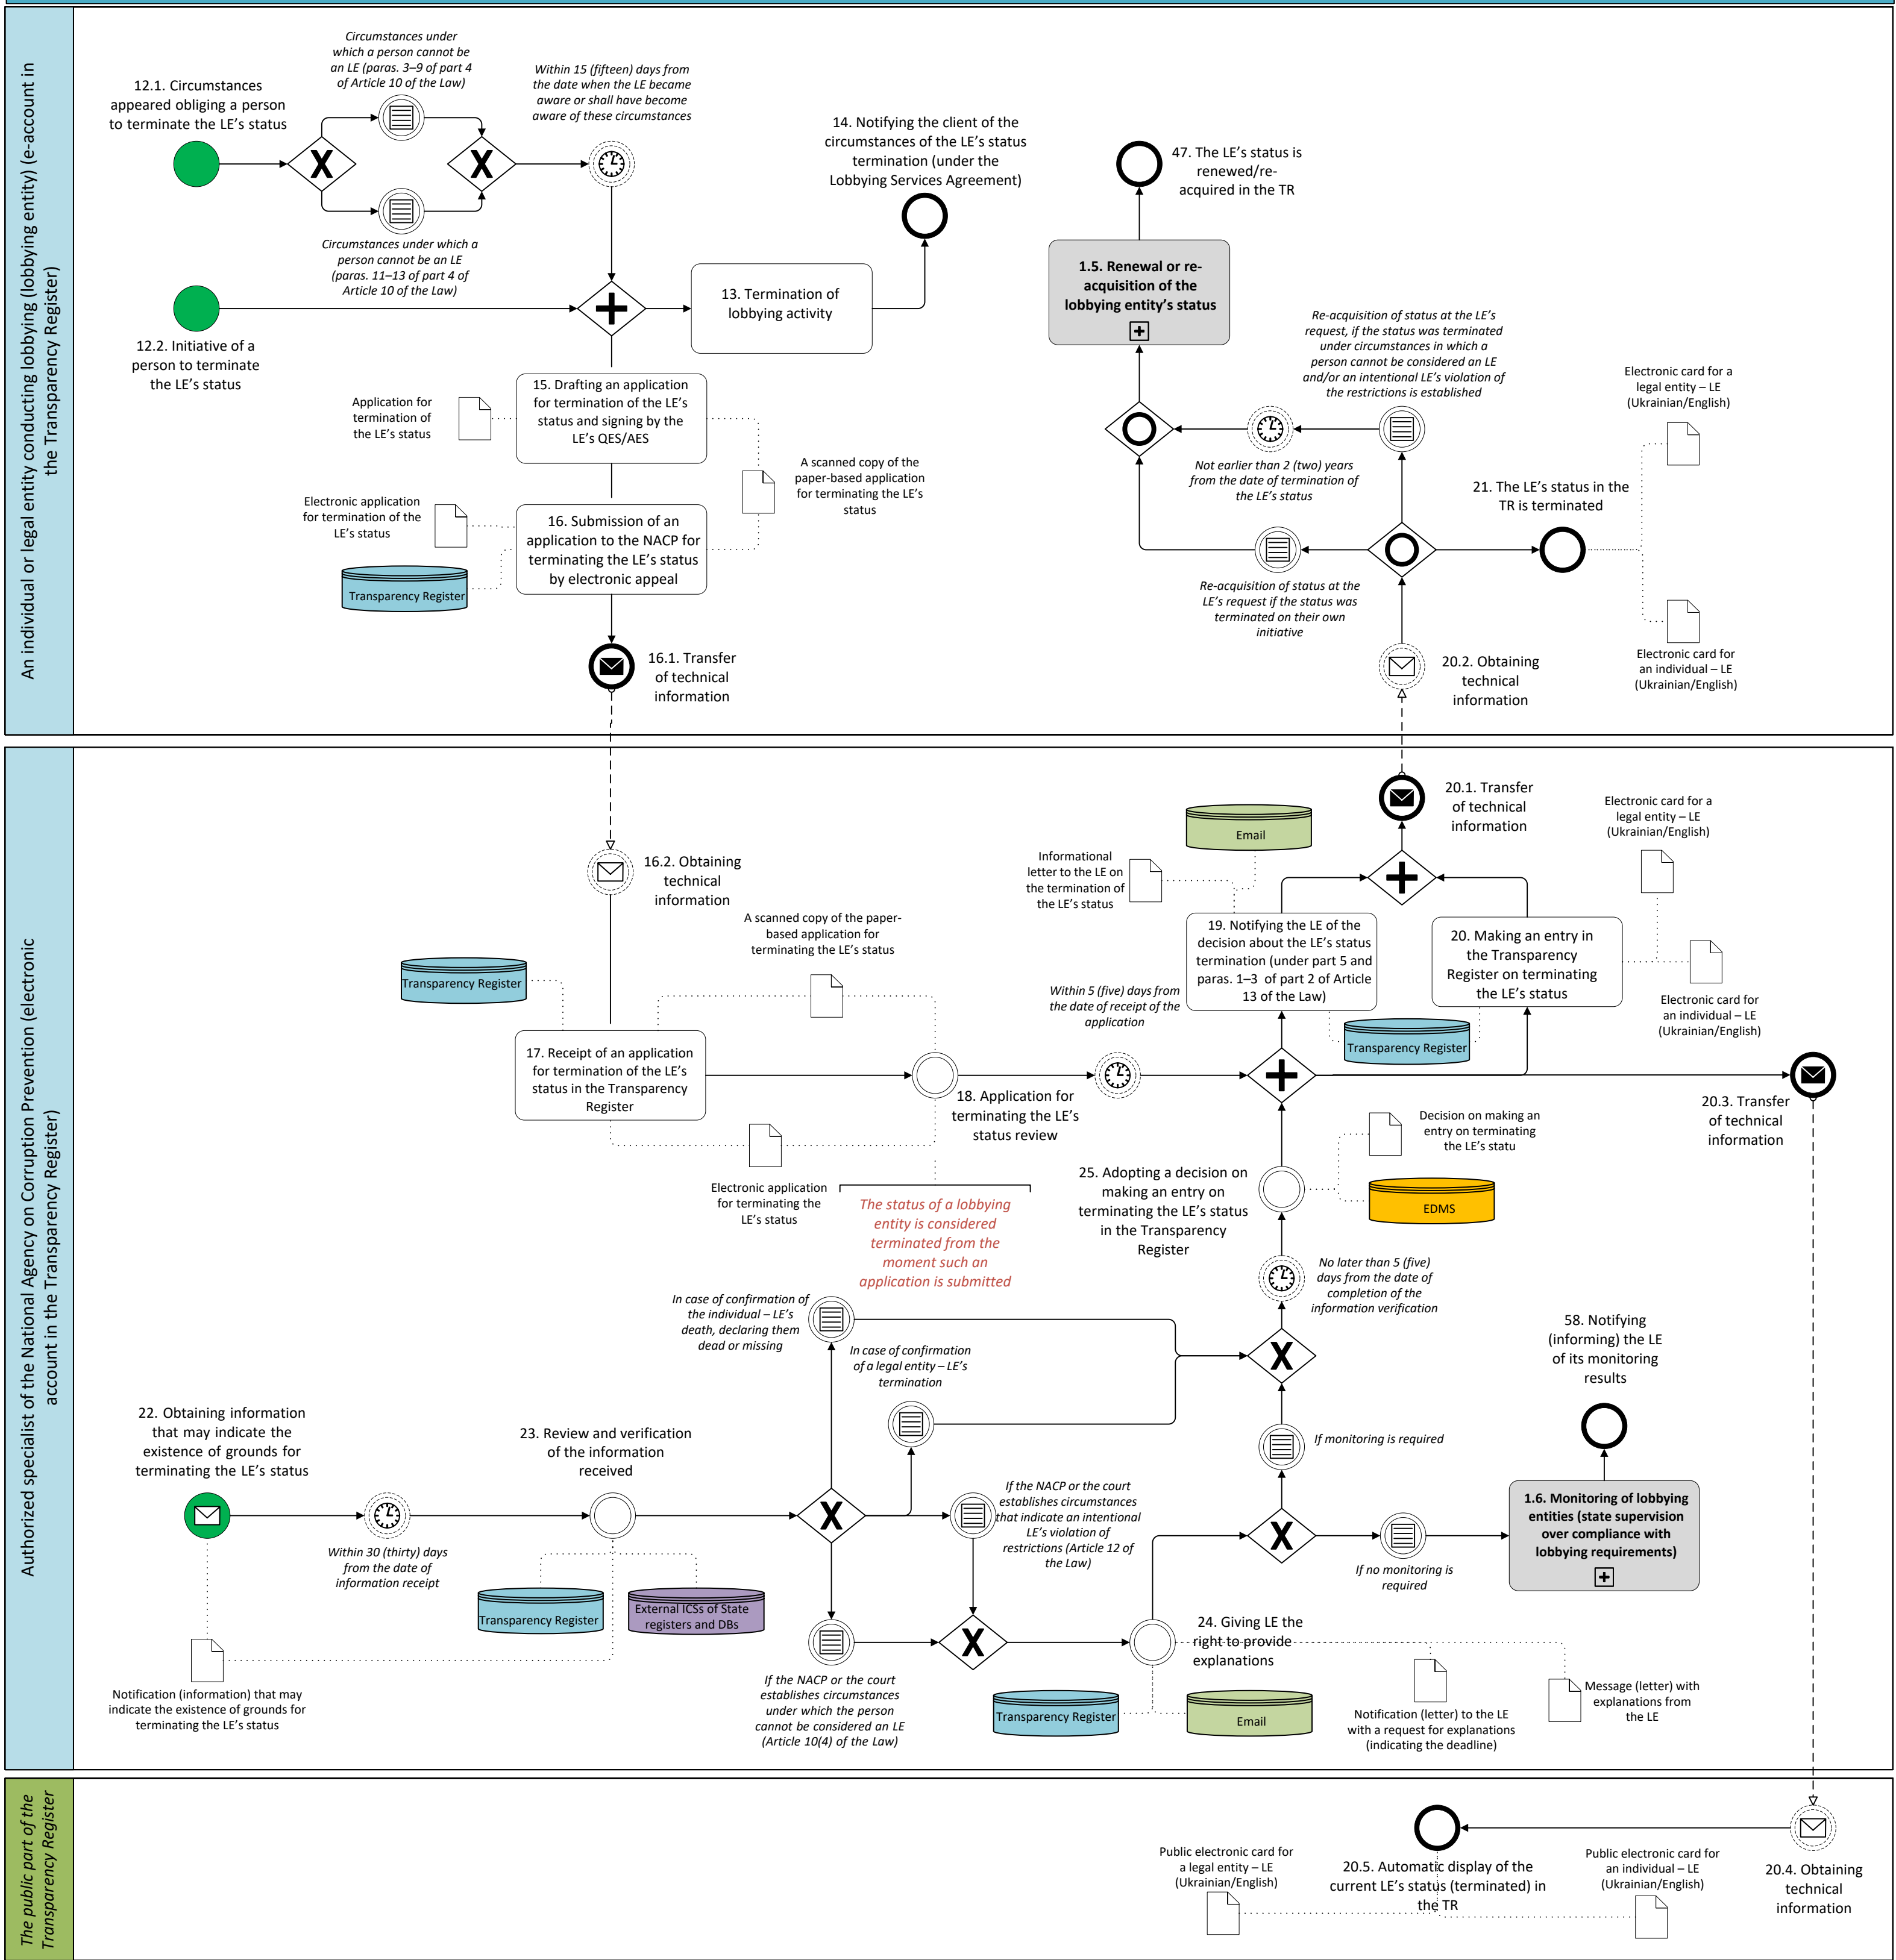 An individual or legal entity conducting lobbying (lobbying entity) (e-account in
the Transparency Register)
12.1. Circumstances
appeared obliging a person
to terminate the LE's status
Circumstances under
which a person cannot be
an LE (paras. 3–9 of part 4
of Article 10 of the Law)
Within 15 (fifteen) days from
the date when the LE became
aware or shall have become
aware of these circumstances
Circumstances under which a
person cannot be an LE
(paras. 11–13 of part 4 of
Article 10 of the Law)
12.2. Initiative of a
person to terminate
the LE's status
13. Termination of
lobbying activity
14. Notifying the client of the
circumstances of the LE's status
termination (under the
Lobbying Services Agreement)
15. Drafting an application
for termination of the LE's
status and signing by the
LE's QES/AES
Application for
termination of
the LE's status
A scanned copy of the
paper-based application
for terminating the LE's
status
Electronic application
for termination of the
LE's status
16. Submission of an
application to the NACP for
terminating the LE's status
by electronic appeal
Transparency Register
16.1. Transfer
of technical
information
47. The LE's status is
renewed/re-
acquired in the TR
1.5. Renewal or re-
acquisition of the
lobbying entity's status
Re-acquisition of status at the LE's
request, if the status was terminated
under circumstances in which a
person cannot be considered an LE
and/or an intentional LE's violation of
the restrictions is established
Not earlier than 2 (two) years
from the date of termination of
the LE's status
Re-acquisition of status at the
LE's request if the status was
terminated on their own
initiative
21. The LE's status in the
TR is terminated
Electronic card for a
legal entity – LE
(Ukrainian/English)
Electronic card for
an individual – LE
(Ukrainian/English)
20.2. Obtaining
technical
information
Authorized specialist of the National Agency on Corruption Prevention (electronic
account in the Transparency Register)
16.2. Obtaining
technical
information
Transparency Register
A scanned copy of the paper-
based application for
terminating the LE's status
17. Receipt of an application
for termination of the LE's
status in the Transparency
Register
18. Application for
terminating the LE's
status review
Electronic application
for terminating the
LE's status
The status of a lobbying
entity is considered
terminated from the
moment such an
application is submitted
Within 5 (five) days from
the date of receipt of the
application
Email
Informational
letter to the LE on
the termination of
the LE's status
19. Notifying the LE of the
decision about the LE's status
termination (under part 5 and
paras. 1–3 of part 2 of Article
13 of the Law)
20. Making an entry in
the Transparency
Register on terminating
the LE's status
Transparency Register
20.1. Transfer
of technical
information
Electronic card for a
legal entity – LE
(Ukrainian/English)
Electronic card for
an individual – LE
(Ukrainian/English)
20.3. Transfer
of technical
information
Decision on making an
entry on terminating
the LE's statu
EDMS
25. Adopting a decision on
making an entry on
terminating the LE's status
in the Transparency
Register
No later than 5 (five)
days from the date of
completion of the
information verification
22. Obtaining information
that may indicate the
existence of grounds for
terminating the LE's status
Within 30 (thirty) days
from the date of
information receipt
Notification (information) that may
indicate the existence of grounds for
terminating the LE's status
23. Review and verification
of the information
received
Transparency Register
External ICSs of State
registers and DBs
In case of confirmation of
the individual – LE's
death, declaring them
dead or missing
In case of confirmation
of a legal entity – LE's
termination
If the NACP or the court
establishes circumstances
that indicate an intentional
LE's violation of
restrictions (Article 12 of
the Law)
If the NACP or the court
establishes circumstances
under which the person
cannot be considered an LE
(Article 10(4) of the Law)
24. Giving LE the
right to provide
explanations
Transparency Register
Email
Notification (letter) to the LE
with a request for explanations
(indicating the deadline)
Message (letter) with
explanations from
the LE
If monitoring is required
If no monitoring is
required
1.6. Monitoring of lobbying
entities (state supervision
over compliance with
lobbying requirements)
58. Notifying
(informing) the LE
of its monitoring
results
The public part of the
Transparency Register
Public electronic card for
a legal entity – LE
(Ukrainian/English)
20.5. Automatic display of the
current LE's status (terminated) in
the TR
Public electronic card for
an individual – LE
(Ukrainian/English)
20.4. Obtaining
technical
information